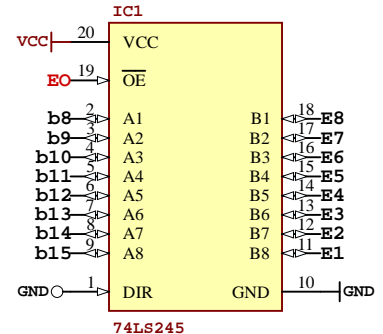 IC1
VCC 20 VCC
EO 19 OE
b8 2 A1 B1 18 E8
b9 3 A2 B2 17 E7
b10 4 A3 B3 16 E6
b11 5 A4 B4 15 E5
b12 6 A5 B5 14 E4
b13 7 A6 B6 13 E3
b14 8 A7 B7 12 E2
b15 9 A8 B8 11 E1
GND 1 DIR GND 10 GND
74LS245